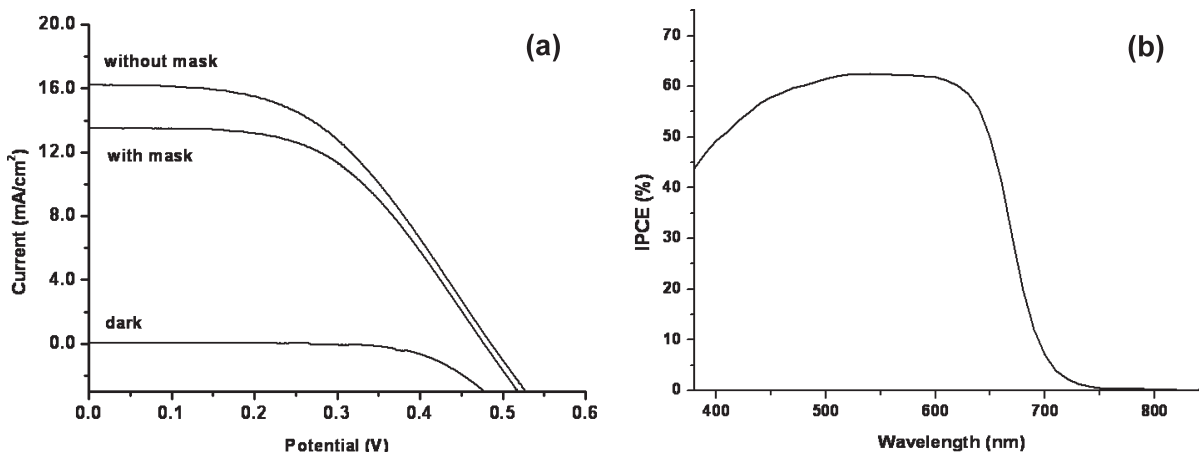 (a)
20.0
16.0
12.0
8.0
4.0
0.0
Current (mA/cm²)
without mask
with mask
dark
0.0 0.1 0.2 0.3 0.4 0.5 0.6
Potential (V)
(b)
70
60
50
40
30
20
10
0
IPCE (%)
400 500 600 700 800
Wavelength (nm)